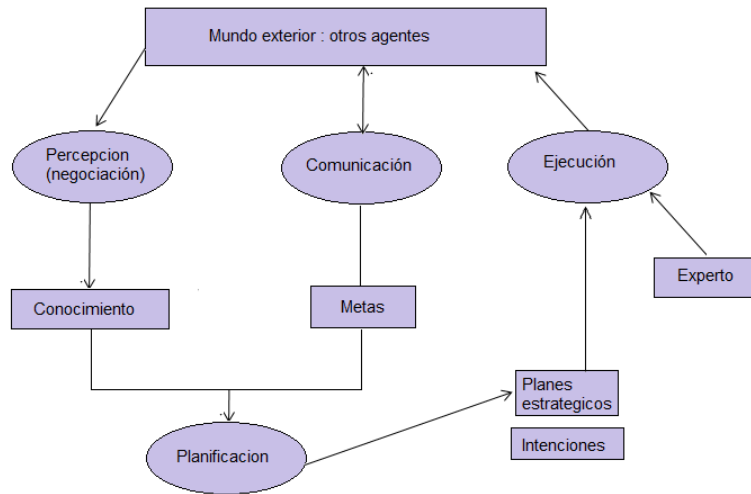 Mundo exterior : otros agentes
Percepcion
(negociación)
Comunicación
Ejecución
Experto
Conocimiento
Metas
Planes
estrategicos
Intenciones
Planificacion